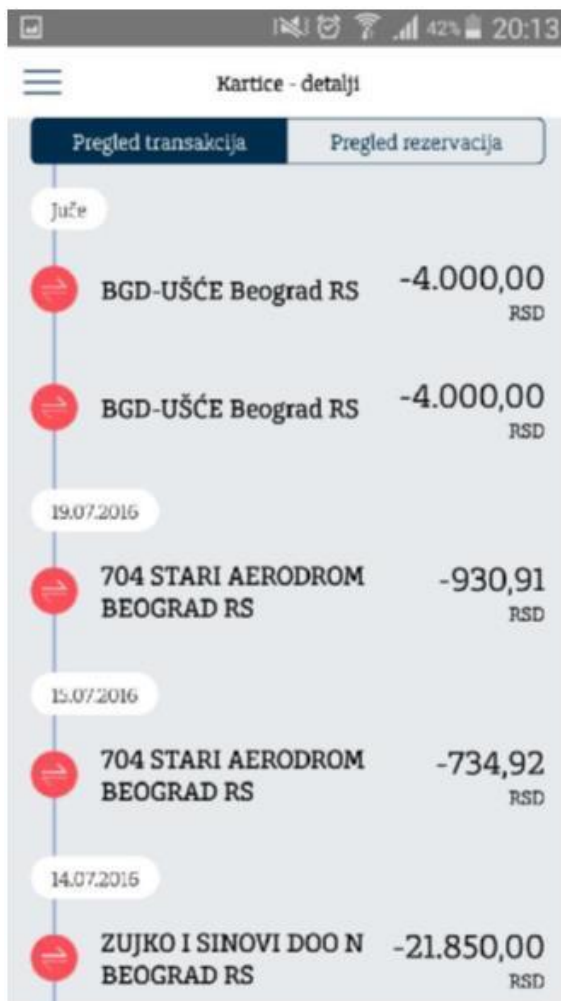 42% 20:13
Kartice - detalji
Pregled transakcija Pregled rezervacija
Juče
BGD-UŠĆE Beograd RS -4.000,00
RSD
BGD-UŠĆE Beograd RS -4.000,00
RSD
19.07.2016
704 STARI AERODROM -930,91
BEOGRAD RS RSD
15.07.2016
704 STARI AERODROM -734,92
BEOGRAD RS RSD
14.07.2016
ZUJKO I SINOVI DOO N -21.850,00
BEOGRAD RS RSD